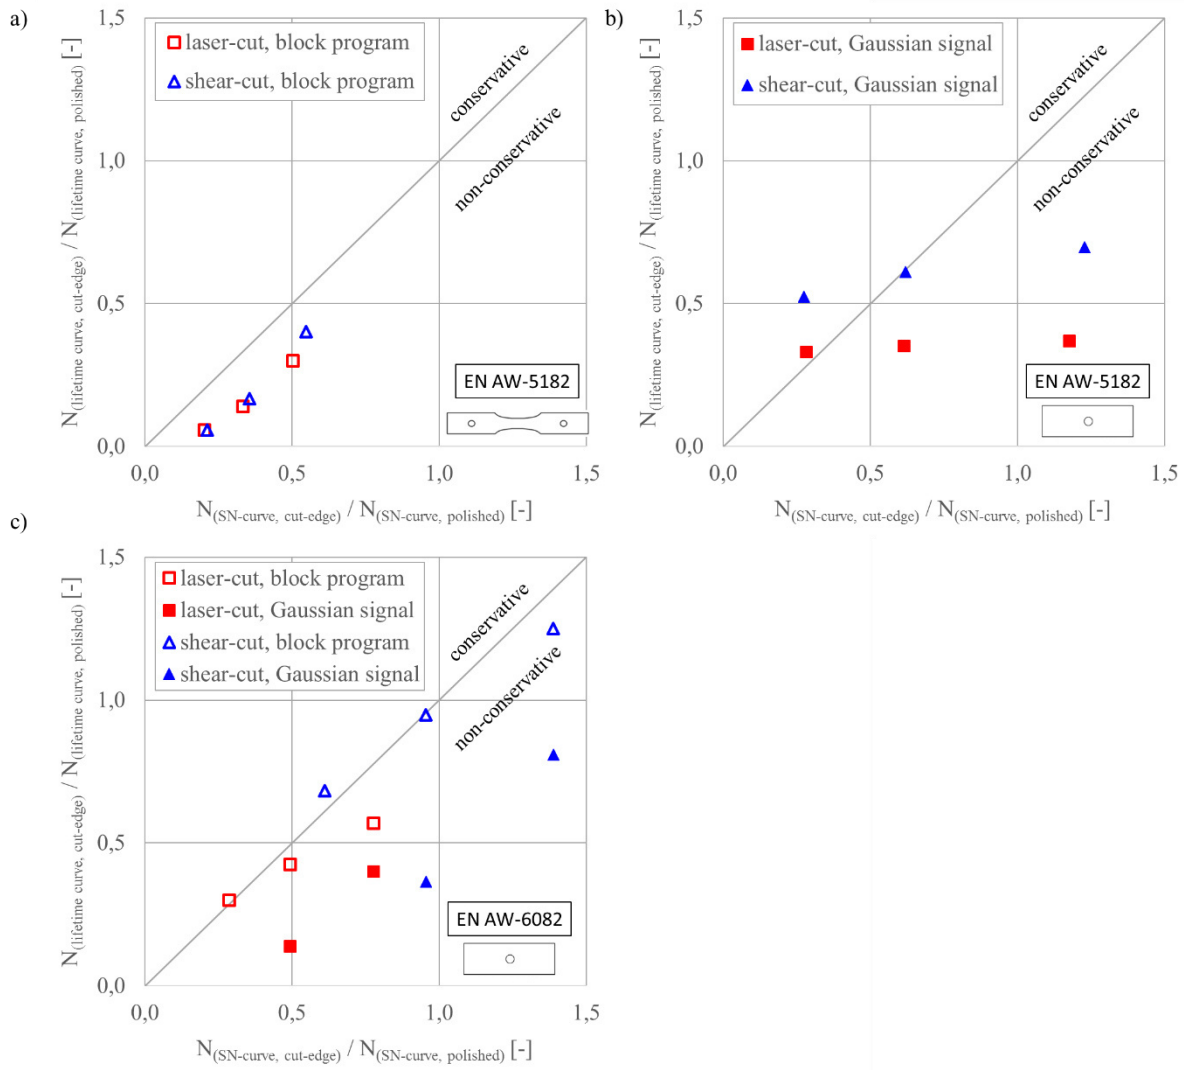 a)
N(lifetime curve, cut-edge) / N(lifetime curve, polished) [-]
1,5
1,0
0,5
0,0
laser-cut, block program
shear-cut, block program
conservative
non-conservative
EN AW-5182
0,0 0,5 1,0 1,5
N(SN-curve, cut-edge) / N(SN-curve, polished) [-]
b)
N(lifetime curve, cut-edge) / N(lifetime curve, polished) [-]
1,5
1,0
0,5
0,0
laser-cut, Gaussian signal
shear-cut, Gaussian signal
conservative
non-conservative
EN AW-5182
0,0 0,5 1,0 1,5
N(SN-curve, cut-edge) / N(SN-curve, polished) [-]
c)
N(lifetime curve, cut-edge) / N(lifetime curve, polished) [-]
1,5
1,0
0,5
0,0
laser-cut, block program
laser-cut, Gaussian signal
shear-cut, block program
shear-cut, Gaussian signal
conservative
non-conservative
EN AW-6082
0,0 0,5 1,0 1,5
N(SN-curve, cut-edge) / N(SN-curve, polished) [-]